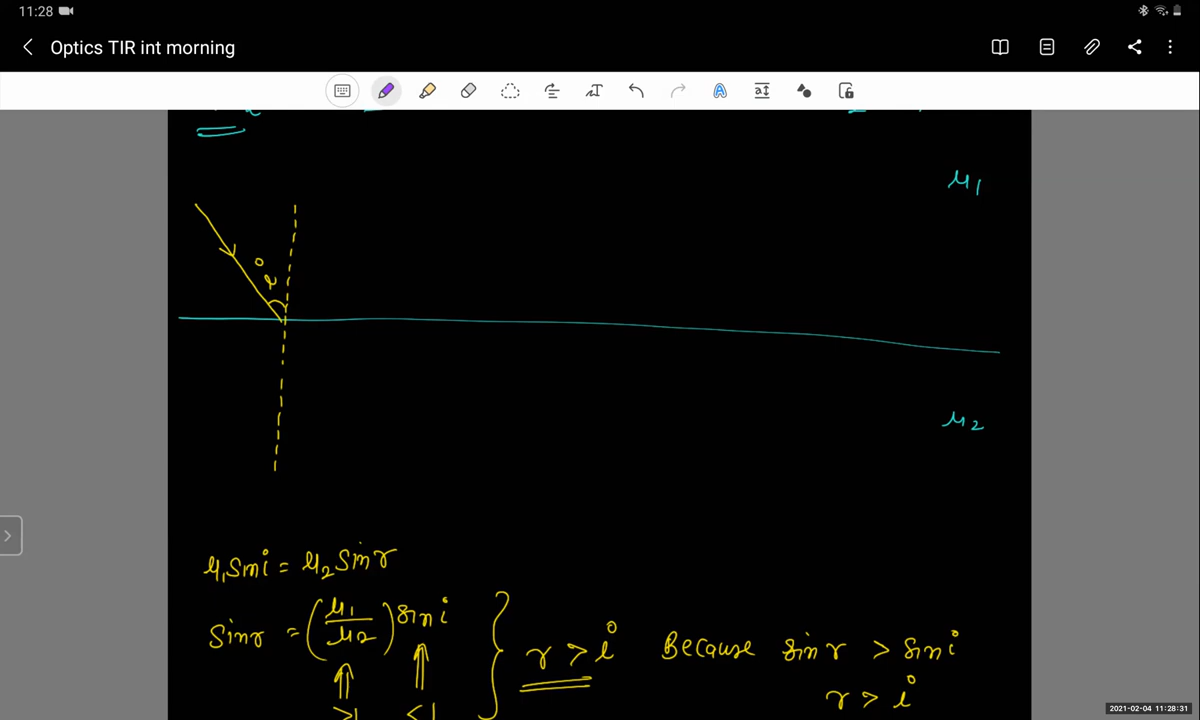 11:28
Optics TIR int morning
μ1
i
μ2
μ1 sin i = μ2 sin r
sin r = (μ1/μ2) sin i } r > i Because sin r > sin i
>1 <1 r > i
2021-02-04 11:28:31